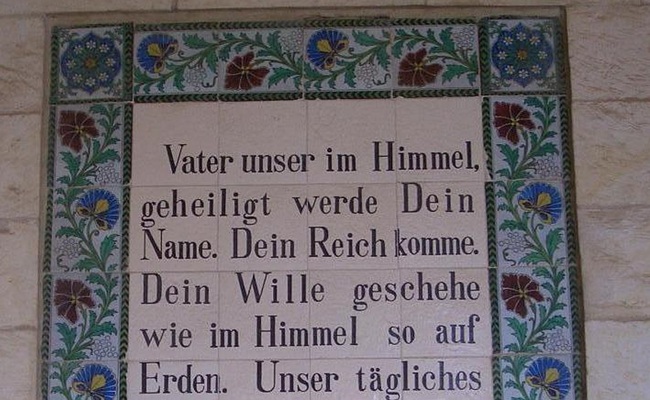 Vater unser im Himmel,
geheiligt werde Dein
Name. Dein Reich komme.
Dein Wille geschehe
wie im Himmel so auf
Erden. Unser tägliches